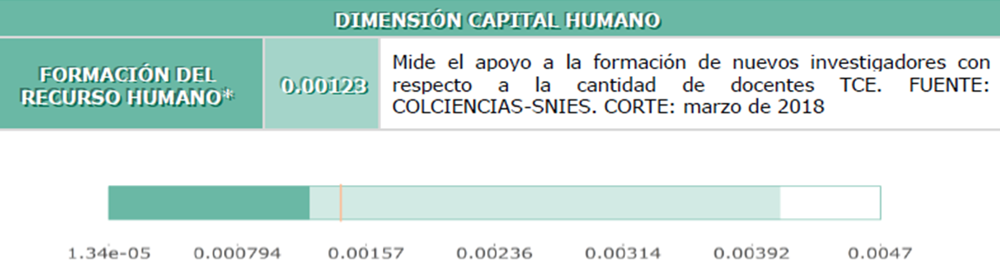 DIMENSIÓN CAPITAL HUMANO
FORMACIÓN DEL
RECURSO HUMANO*
0.00123
Mide el apoyo a la formación de nuevos investigadores con
respecto a la cantidad de docentes TCE. FUENTE:
COLCIENCIAS-SNIES. CORTE: marzo de 2018
1.34e-05 0.000794 0.00157 0.00236 0.00314 0.00392 0.0047